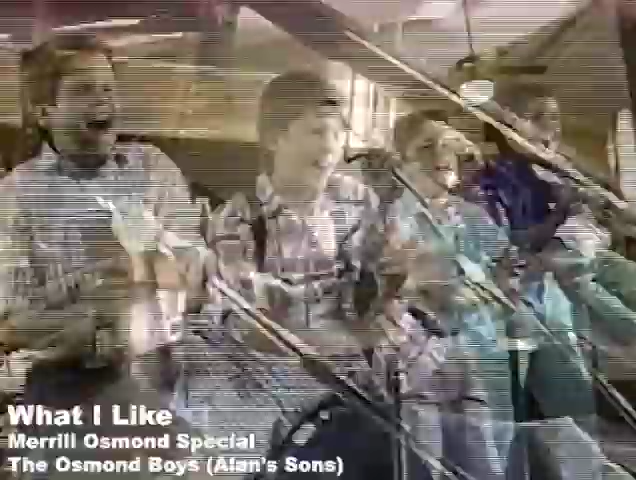 What I Like
Merrill Osmond Special
The Osmond Boys (Alan's Sons)